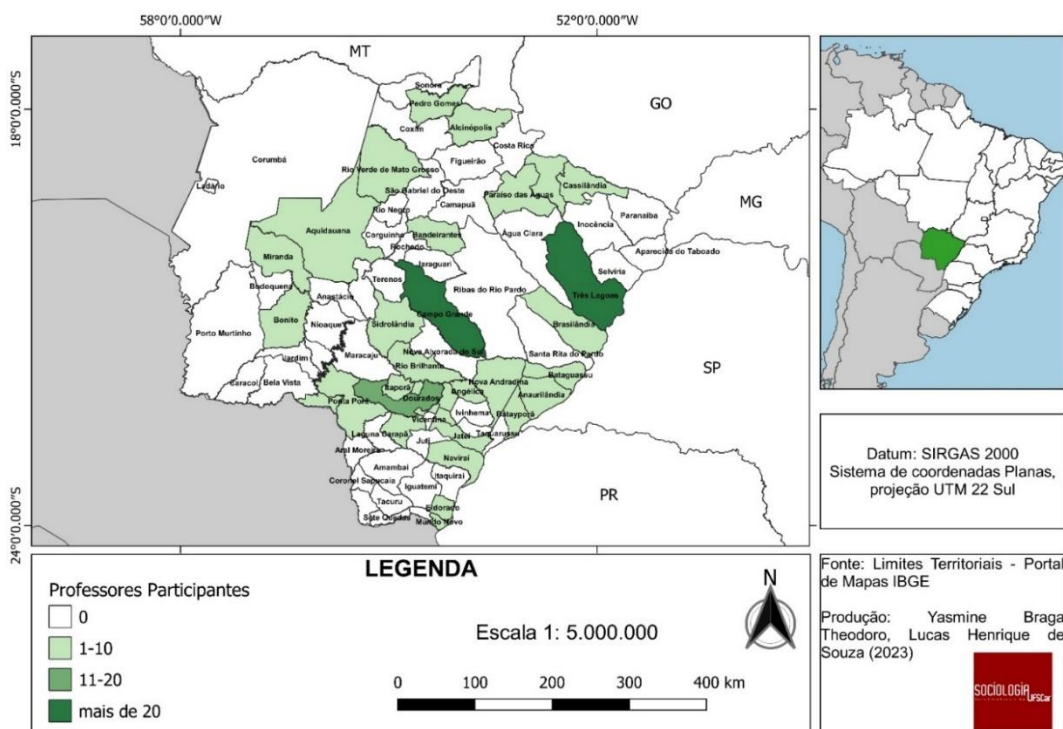 58°0'0.000"W
52°0'0.000"W
18°0'0.000"S
24°0'0.000"S
MT
GO
MG
SP
PR
Sonora
Pedro Gomes
Coxim
Alcinópolis
Costa Rica
Corumbá
Ladário
Rio Verde de Mato Grosso
Figueirão
São Gabriel do Oeste
Camapuã
Paraíso das Águas
Cassilândia
Rio Negro
Paranaíba
Inocência
Aquidauana
Corguinho
Bandeirantes
Água Clara
Rochedo
Aparecida do Taboado
Miranda
Jaraguari
Selvíria
Bodoquena
Terenos
Ribas do Rio Pardo
Três Lagoas
Anastácio
Campo Grande
Porto Murtinho
Bonito
Nioaque
Sidrolândia
Brasilândia
Nova Alvorada do Sul
Santa Rita do Pardo
Jardim
Maracaju
Rio Brilhante
Caracol
Bela Vista
Nova Andradina
Bataguassu
Itaporã
Angélica
Anaurilândia
Ponta Porã
Dourados
Ivinhema
Batayporã
Vicentina
Laguna Carapã
Jateí
Taquarussu
Aral Moreira
Juti
Naviraí
Amambai
Coronel Sapucaia
Itaquiraí
Iguatemi
Tacuru
Eldorado
Sete Quedas
Mundo Novo
LEGENDA
Professores Participantes
0
1-10
11-20
mais de 20
Escala 1: 5.000.000
0 100 200 300 400 km
N
Datum: SIRGAS 2000
Sistema de coordenadas Planas,
projeção UTM 22 Sul
Fonte: Limites Territoriais - Portal
de Mapas IBGE
Produção: Yasmine Braga
Theodoro, Lucas Henrique de
Souza (2023)
SOCIOLOGIA
UFSCar